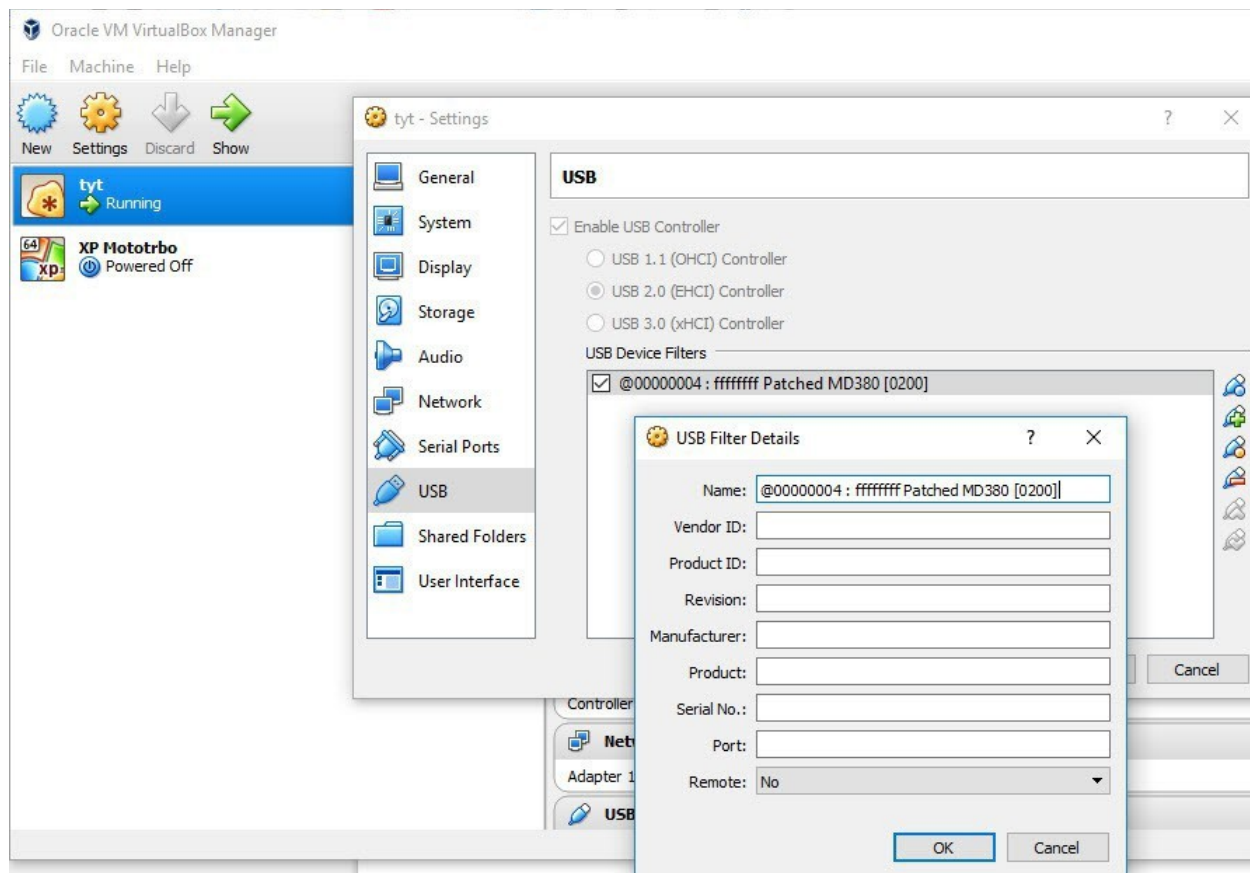 Oracle VM VirtualBox Manager
File Machine Help
New Settings Discard Show
tyt
Running
64
xp
XP Mototrbo
Powered Off
tyt - Settings
?
General
System
Display
Storage
Audio
Network
Serial Ports
USB
Shared Folders
User Interface
USB
Enable USB Controller
USB 1.1 (OHCI) Controller
USB 2.0 (EHCI) Controller
USB 3.0 (xHCI) Controller
USB Device Filters
@00000004 : ffffffff Patched MD380 [0200]
Cancel
USB Filter Details
?
Name: @00000004 : ffffffff Patched MD380 [0200]
Vendor ID:
Product ID:
Revision:
Manufacturer:
Product:
Serial No.:
Port:
Remote: No
OK Cancel
Controller
Netw
Adapter 1
USB